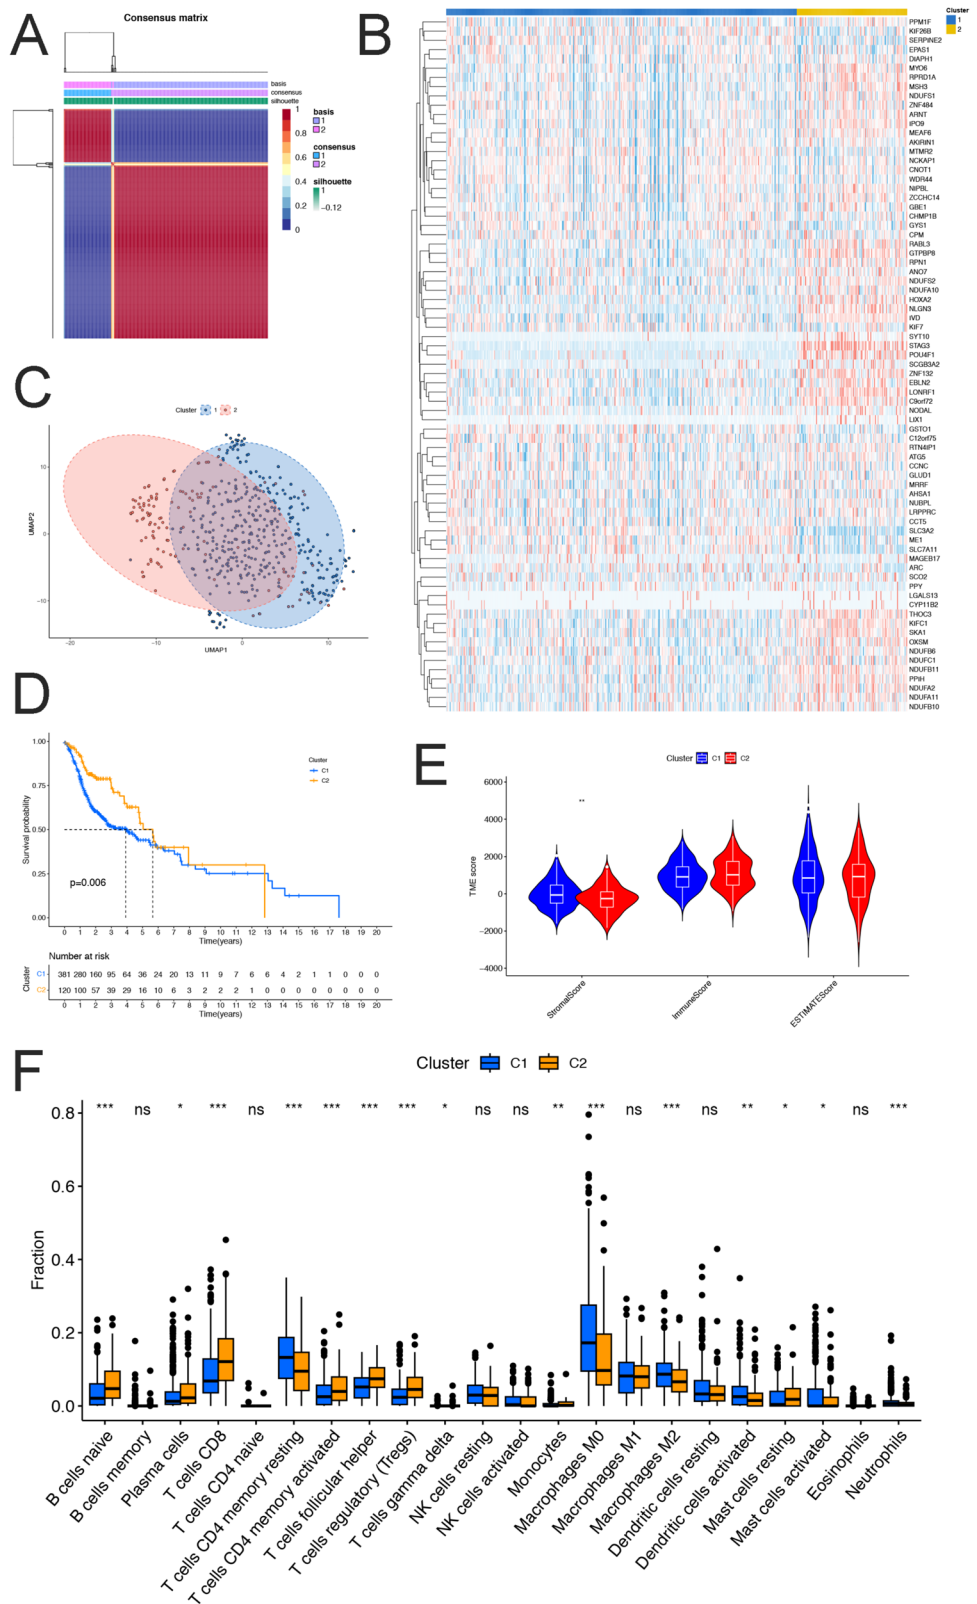 A
Consensus matrix
basis
consensus
silhouette
1
0.8
0.6
0.4
0.2
0
basis
1
2
consensus
1
2
silhouette
1
−0.12
B
Cluster
1
2
PPM1F
KIF26B
SERPINE2
EPAS1
DIAPH1
MYO6
RPRD1A
MSH3
NDUFS1
ZNF484
ARNT
IPO9
MEAF6
AKIRIN1
MTMR2
NCKAP1
CNOT1
WDR44
NIPBL
ZCCHC14
GBE1
CHMP1B
GYS1
CPM
RABL3
GTPBP8
RPN1
ANO7
NDUFS2
NDUFA10
HOXA2
NLGN3
IVD
KIF7
SYT10
STAG3
POU4F1
SCGB3A2
ZNF132
EBLN2
LONRF1
C9orf72
NODAL
LIX1
GSTO1
C12orf75
RTN4IP1
ATG5
CCNC
GLUD1
MRRF
AHSA1
NUBPL
LRPPRC
CCT5
SLC3A2
ME1
SLC7A11
MAGEB17
ARC
SCO2
PPY
LGALS13
CYP11B2
THOC3
KIFC1
SKA1
OXSM
NDUFB6
NDUFC1
NDUFB11
PPIH
NDUFA2
NDUFA11
NDUFB10
C
Cluster 1 2
UMAP2
10
0
−10
−20 −10 0 10
UMAP1
D
Cluster
C1
C2
Survival probability
1.00
0.75
0.50
0.25
0.00
p=0.006
0 1 2 3 4 5 6 7 8 9 10 11 12 13 14 15 16 17 18 19 20
Time(years)
Number at risk
Cluster
C1 381 280 160 95 64 36 24 20 13 11 9 7 6 6 4 2 1 1 0 0 0
C2 120 100 57 39 29 16 10 6 3 2 2 2 1 0 0 0 0 0 0 0 0
0 1 2 3 4 5 6 7 8 9 10 11 12 13 14 15 16 17 18 19 20
Time(years)
E
Cluster C1 C2
TME score
6000
4000
2000
0
−2000
−4000
**
StromalScore
ImmuneScore
ESTIMATEScore
F
Cluster C1 C2
*** ns * *** ns *** *** *** *** * ns ns ** *** ns *** ns ** * * ns ***
Fraction
0.8
0.6
0.4
0.2
0.0
B cells naive
B cells memory
Plasma cells
T cells CD8
T cells CD4 naive
T cells CD4 memory resting
T cells CD4 memory activated
T cells follicular helper
T cells regulatory (Tregs)
T cells gamma delta
NK cells resting
NK cells activated
Monocytes
Macrophages M0
Macrophages M1
Macrophages M2
Dendritic cells resting
Dendritic cells activated
Mast cells resting
Mast cells activated
Eosinophils
Neutrophils